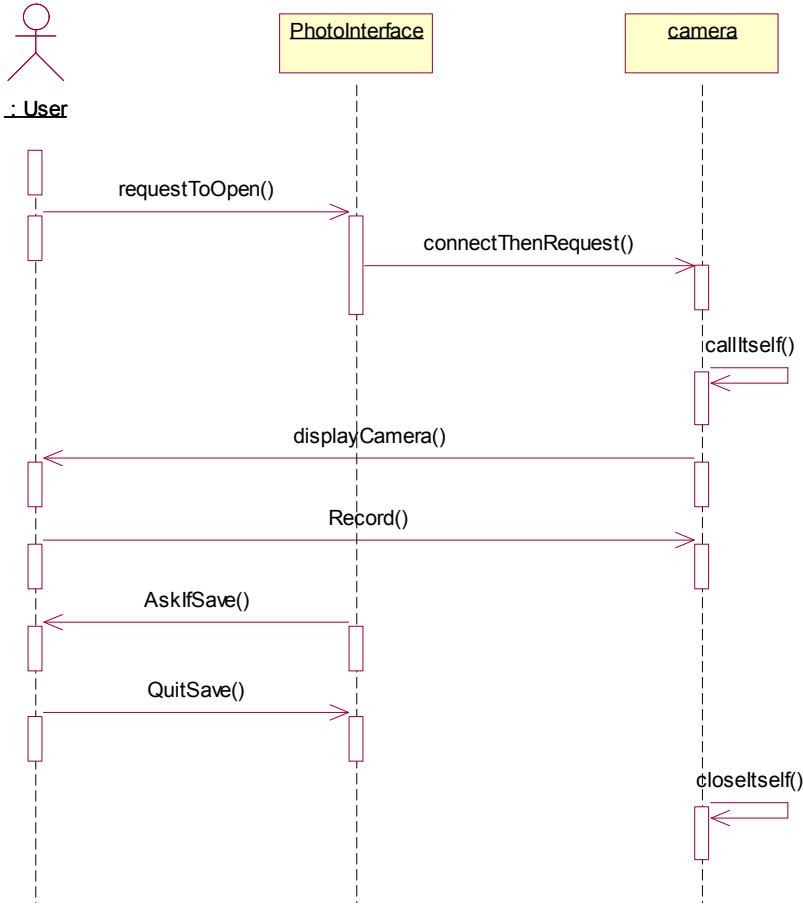 PhotoInterface
camera
: User
requestToOpen()
connectThenRequest()
callItself()
displayCamera()
Record()
AskIfSave()
QuitSave()
closeItself()